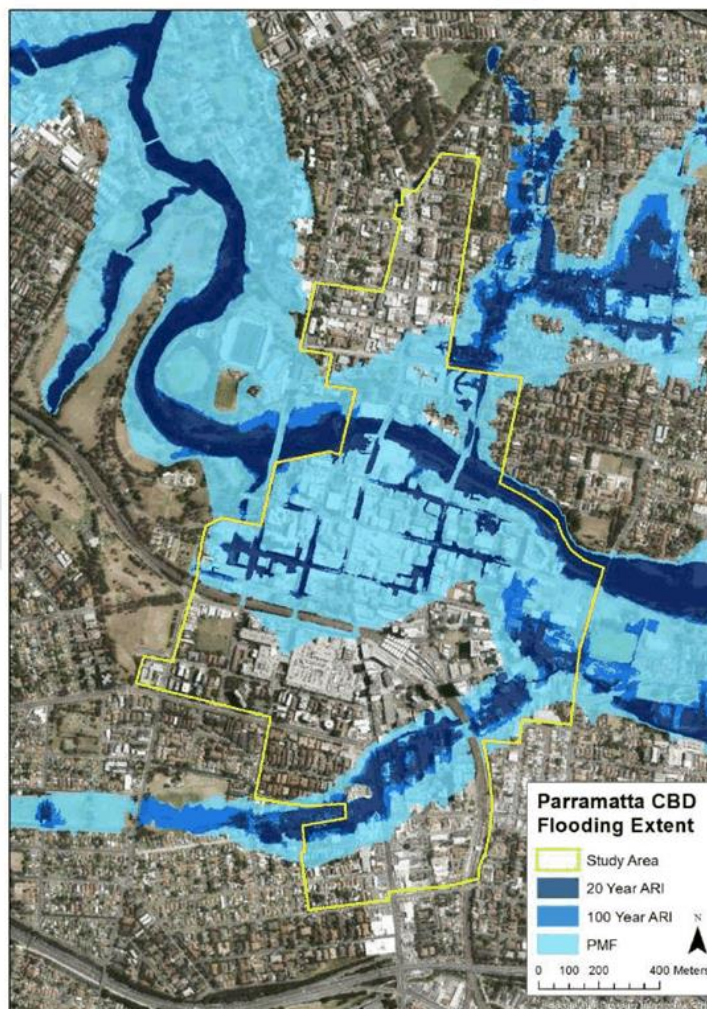 Parramatta CBD
Flooding Extent
Study Area
20 Year ARI
100 Year ARI
PMF
N
0 100 200 400 Meters